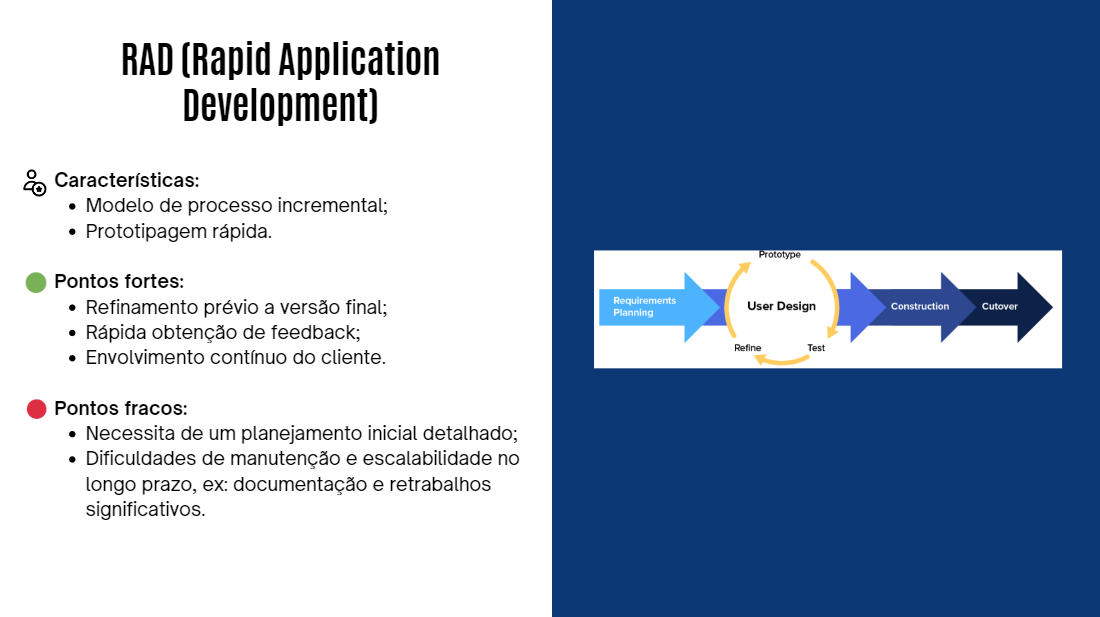 RAD (Rapid Application
Development)
Características:
• Modelo de processo incremental;
• Prototipagem rápida.
Pontos fortes:
• Refinamento prévio a versão final;
• Rápida obtenção de feedback;
• Envolvimento contínuo do cliente.
Pontos fracos:
• Necessita de um planejamento inicial detalhado;
• Dificuldades de manutenção e escalabilidade no
longo prazo, ex: documentação e retrabalhos
significativos.
Requirements
Planning
Prototype
User Design
Refine
Test
Construction
Cutover